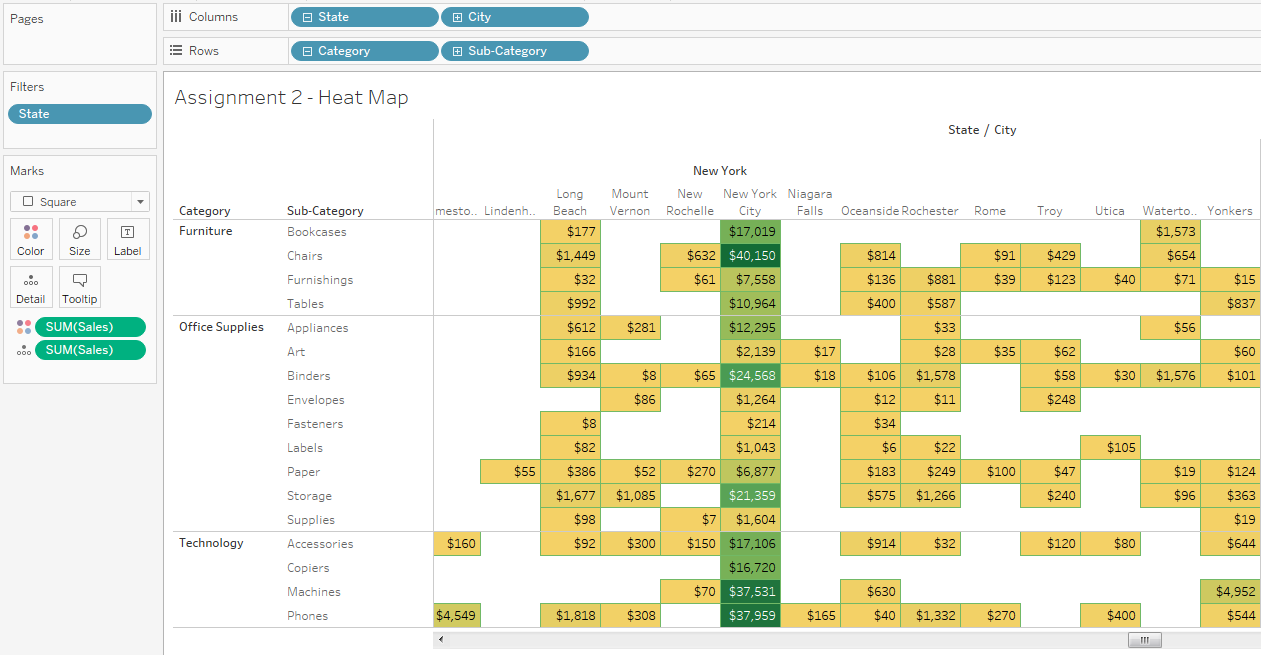 Pages
Columns State City
Rows Category Sub-Category
Filters
State
Marks
Square
Color Size Label
Detail Tooltip
SUM(Sales)
SUM(Sales)
Assignment 2 - Heat Map
State / City
New York
Long Mount New New York Niagara
Category Sub-Category mesto.. Lindenh.. Beach Vernon Rochelle City Falls Oceanside Rochester Rome Troy Utica Waterto.. Yonkers
Furniture Bookcases $177 $17,019 $1,573
Chairs $1,449 $632 $40,150 $814 $91 $429 $654
Furnishings $32 $61 $7,558 $136 $881 $39 $123 $40 $71 $15
Tables $992 $10,964 $400 $587 $837
Office Supplies Appliances $612 $281 $12,295 $33 $56
Art $166 $2,139 $17 $28 $35 $62 $60
Binders $934 $8 $65 $24,568 $18 $106 $1,578 $58 $30 $1,576 $101
Envelopes $86 $1,264 $12 $11 $248
Fasteners $8 $214 $34
Labels $82 $1,043 $6 $22 $105
Paper $55 $386 $52 $270 $6,877 $183 $249 $100 $47 $19 $124
Storage $1,677 $1,085 $21,359 $575 $1,266 $240 $96 $363
Supplies $98 $7 $1,604 $19
Technology Accessories $160 $92 $300 $150 $17,106 $914 $32 $120 $80 $644
Copiers $16,720
Machines $70 $37,531 $630 $4,952
Phones $4,549 $1,818 $308 $37,959 $165 $40 $1,332 $270 $400 $544